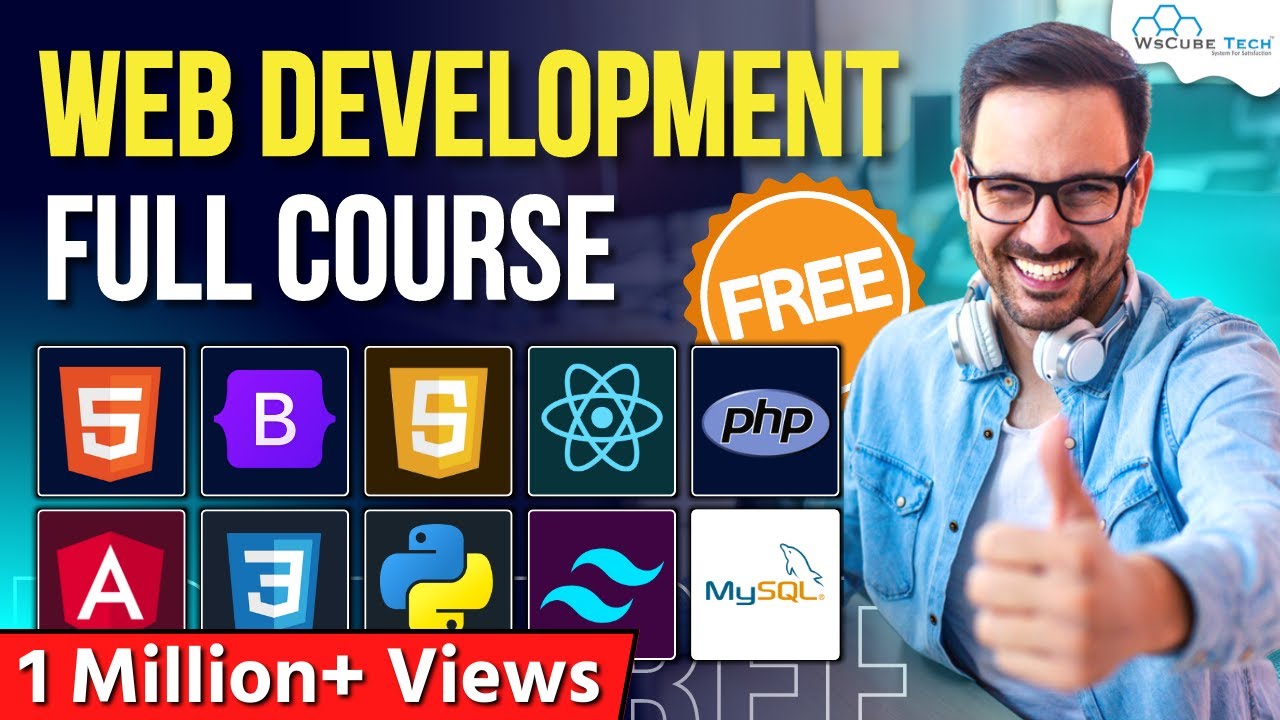 WSCUBE TECH
System For Satisfaction
WEB DEVELOPMENT
FULL COURSE
FREE
5
B
5
php
A
3
MySQL®
1 Million+ Views